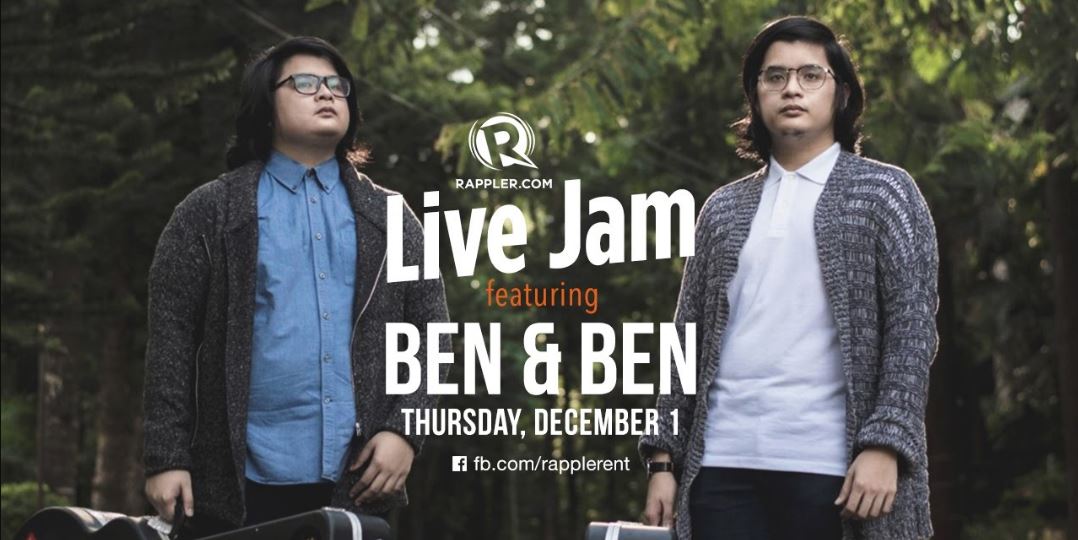 R
RAPPLER.COM
Live Jam
featuring
BEN & BEN
THURSDAY, DECEMBER 1
f fb.com/rapplerent